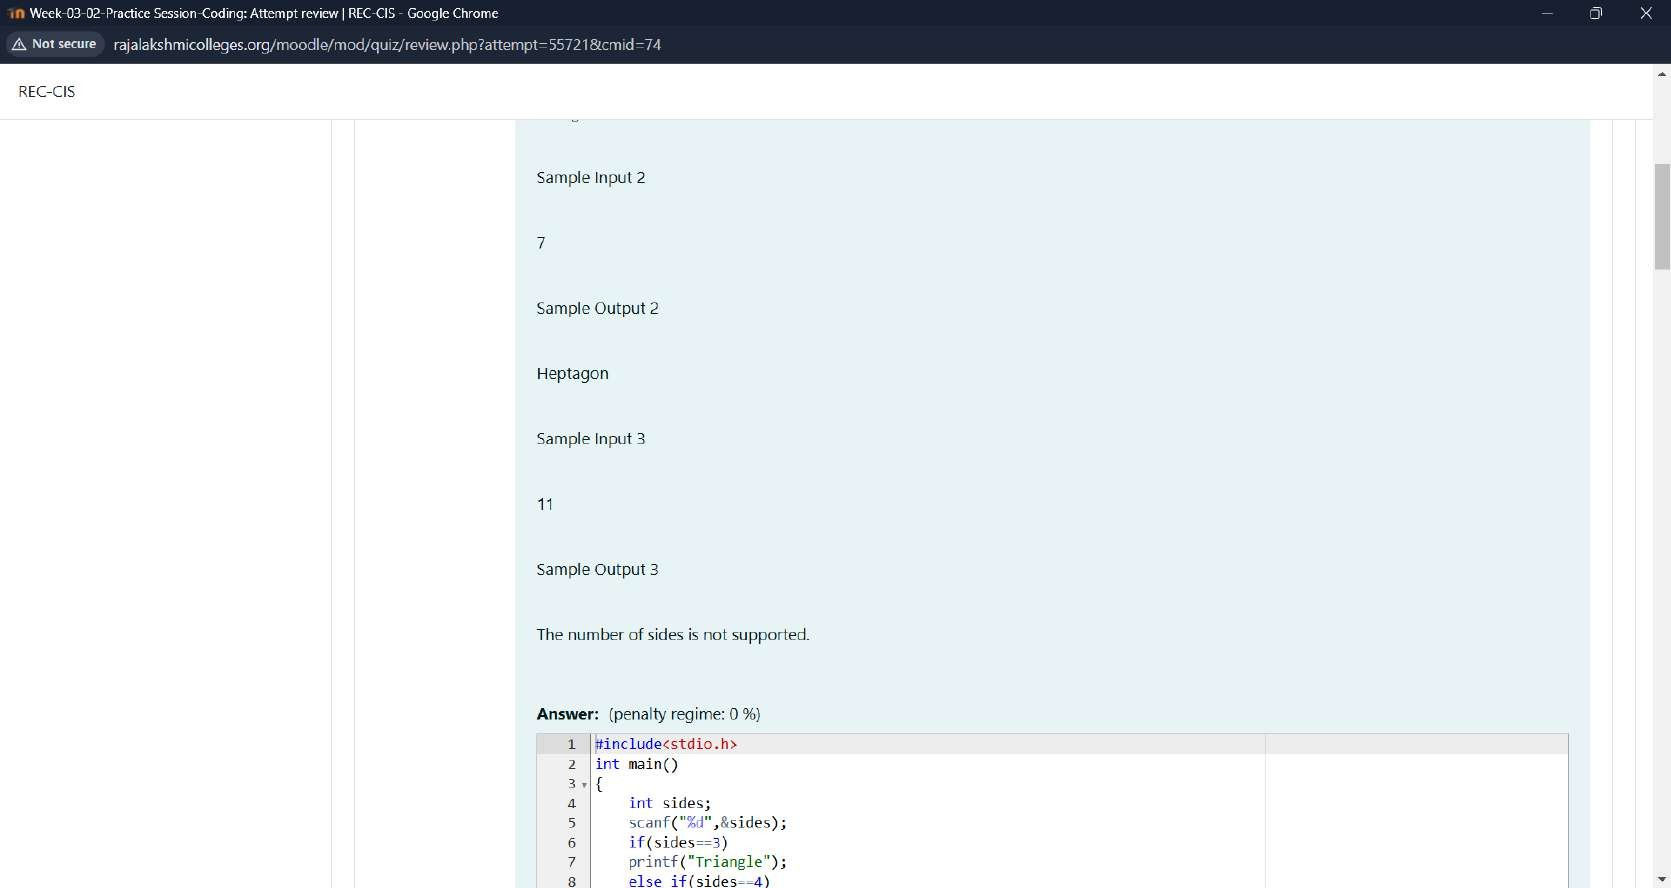 Week-03-02-Practice Session-Coding: Attempt review | REC-CIS - Google Chrome
Not secure rajalakshmicolleges.org/moodle/mod/quiz/review.php?attempt=55721&cmid=74
REC-CIS
Sample Input 2
7
Sample Output 2
Heptagon
Sample Input 3
11
Sample Output 3
The number of sides is not supported.
Answer: (penalty regime: 0 %)
1 #include<stdio.h>
2 int main()
3 {
4 int sides;
5 scanf("%d",&sides);
6 if(sides==3)
7 printf("Triangle");
8 else if(sides==4)